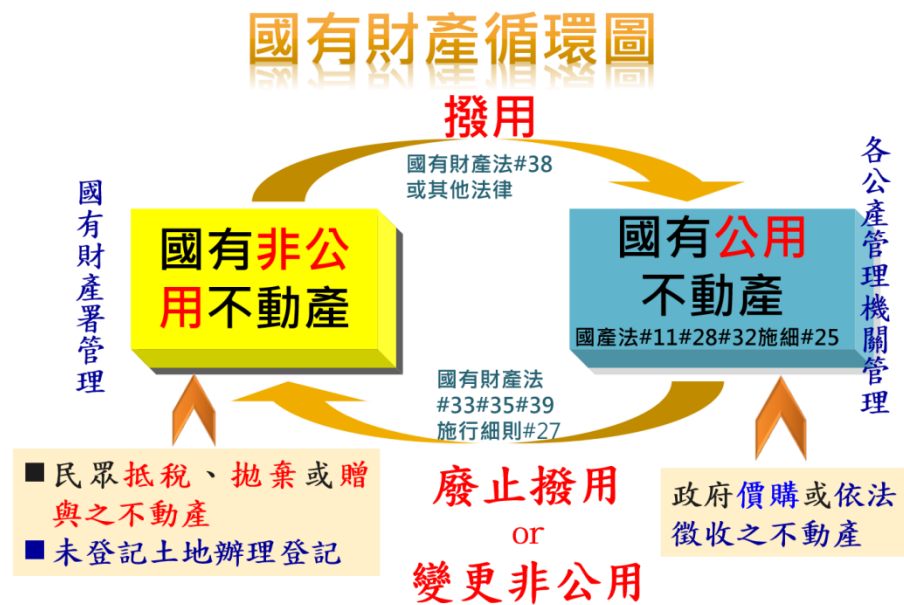 國有財產循環圖
撥用
國有財產法#38
或其他法律
國有財產署管理
國有非公
用不動產
國有公用
不動產
國產法#11#28#32施細#25
各公產管理機關管理
國有財產法
#33#35#39
施行細則#27
民眾抵稅、拋棄或贈
與之不動產
未登記土地辦理登記
廢止撥用
or
變更非公用
政府價購或依法
徵收之不動產